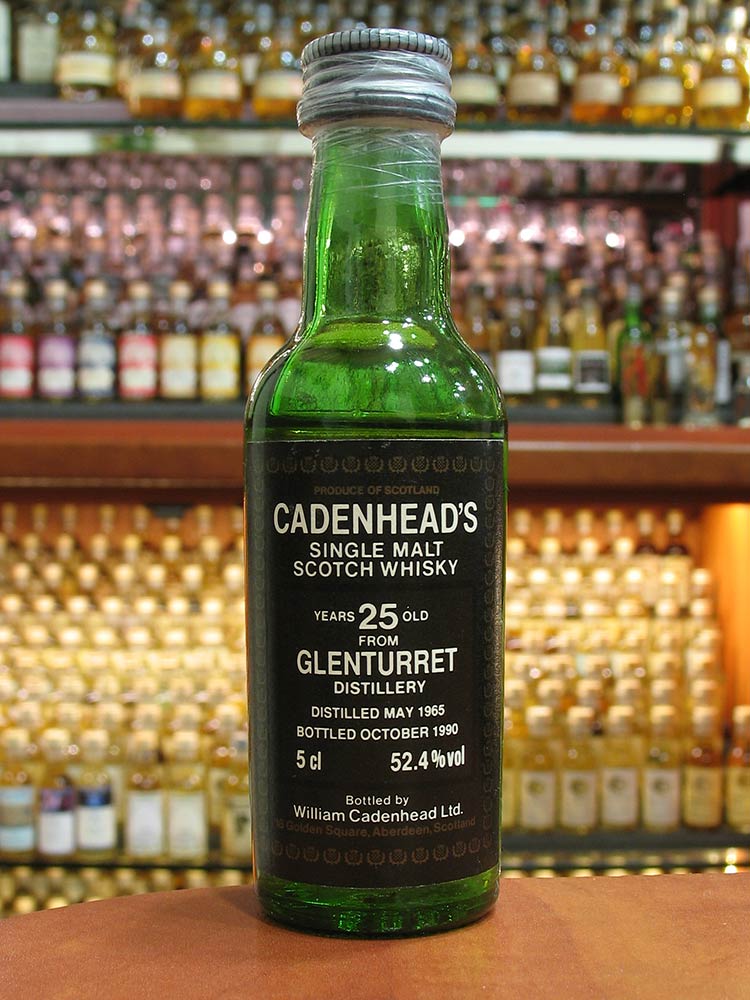 PRODUCE OF SCOTLAND
CADENHEAD'S
SINGLE MALT
SCOTCH WHISKY
YEARS 25 OLD
FROM
GLENTURRET
DISTILLERY
DISTILLED MAY 1965
BOTTLED OCTOBER 1990
5 cl 52.4% vol
Bottled by
William Cadenhead Ltd.
Golden Square, Aberdeen, Scotland